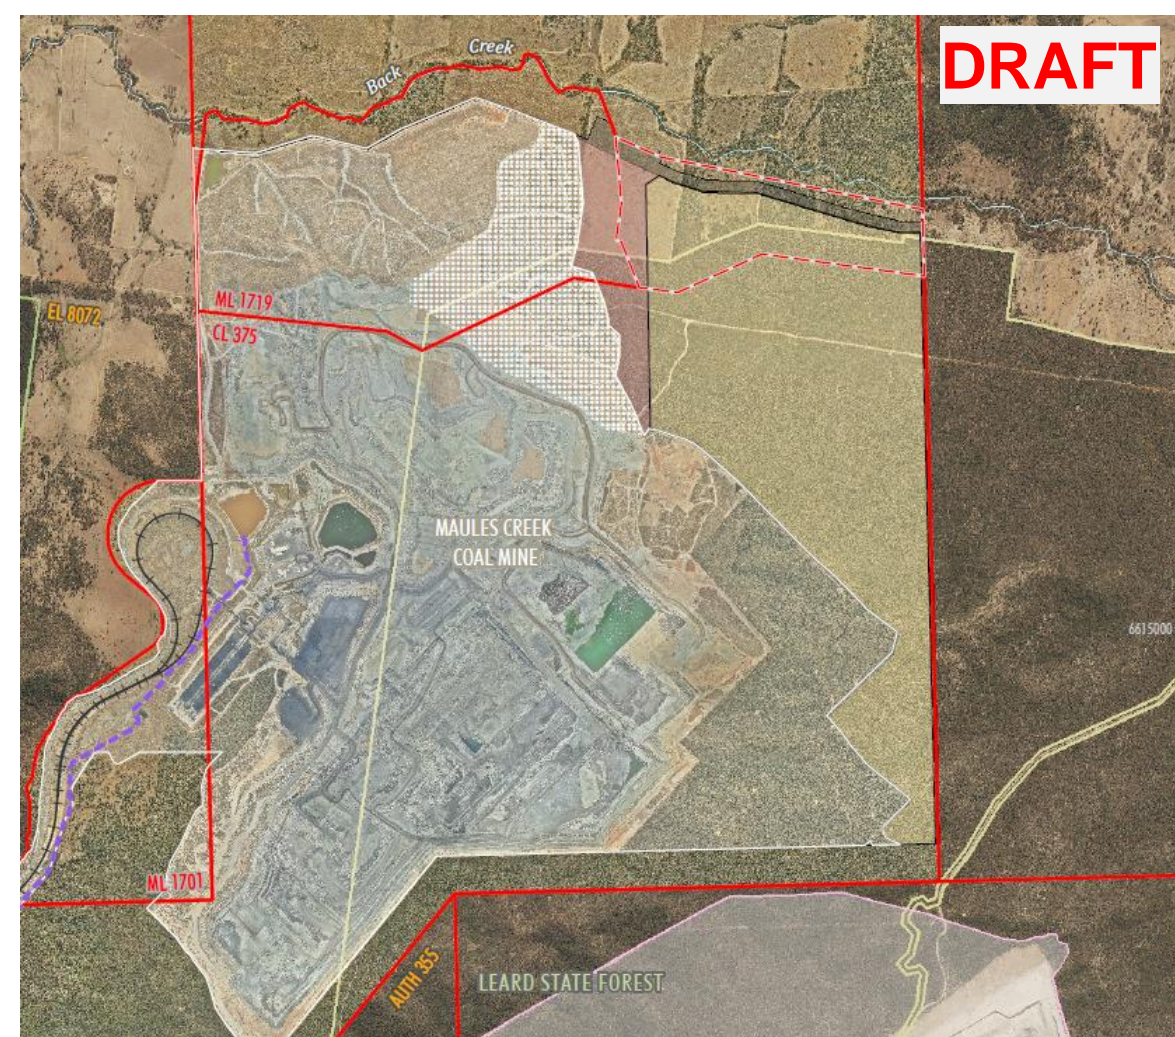 DRAFT
Back Creek
ML 1719
CL 375
EL 8072
MAULES CREEK
COAL MINE
6615000
ML 1701
AUTH 355
LEARD STATE FOREST